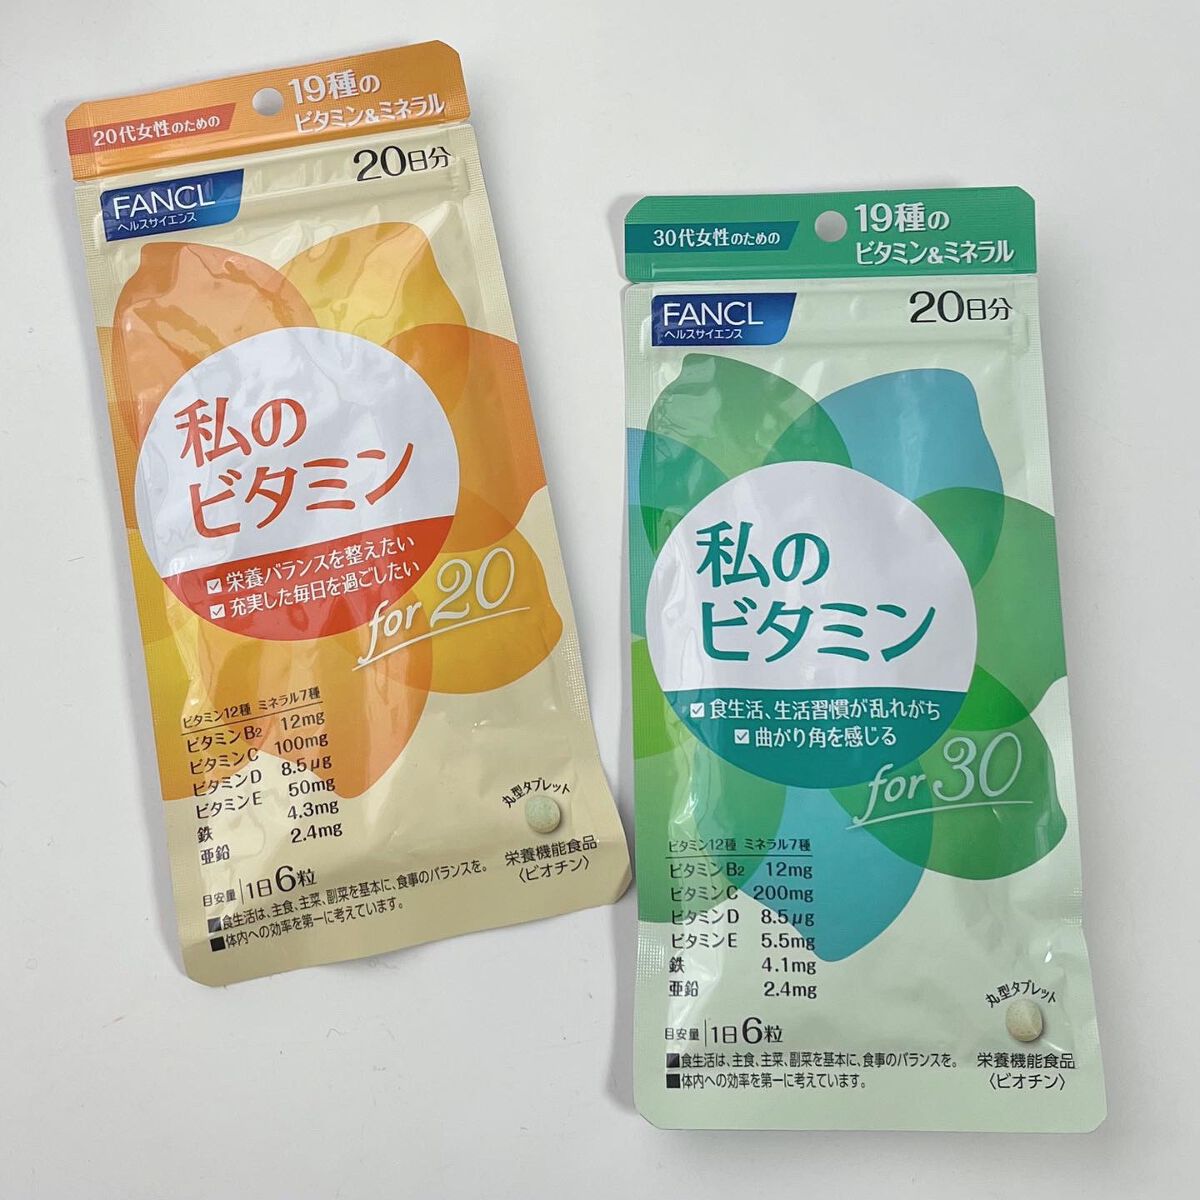 20代女性のための
19種の
ビタミン&ミネラル
20日分
FANCL
ヘルスサイエンス
私の
ビタミン
栄養バランスを整えたい
充実した毎日を過ごしたい
for 20
ビタミン12種 ミネラル7種
ビタミンB2 12mg
ビタミンC 100mg
ビタミンD 8.5μg
ビタミンE 50mg
鉄 4.3mg
亜鉛 2.4mg
丸型タブレット
目安量 1日6粒
栄養機能食品
〈ビオチン〉
■食生活は、主食、主菜、副菜を基本に、食事のバランスを。
■体内への効率を第一に考えています。
30代女性のための
19種の
ビタミン&ミネラル
20日分
FANCL
ヘルスサイエンス
私の
ビタミン
食生活、生活習慣が乱れがち
曲がり角を感じる
for 30
ビタミン12種 ミネラル7種
ビタミンB2 12mg
ビタミンC 200mg
ビタミンD 8.5μg
ビタミンE 5.5mg
鉄 4.1mg
亜鉛 2.4mg
丸型タブレット
目安量 1日6粒
栄養機能食品
〈ビオチン〉
■食生活は、主食、主菜、副菜を基本に、食事のバランスを。
■体内への効率を第一に考えています。